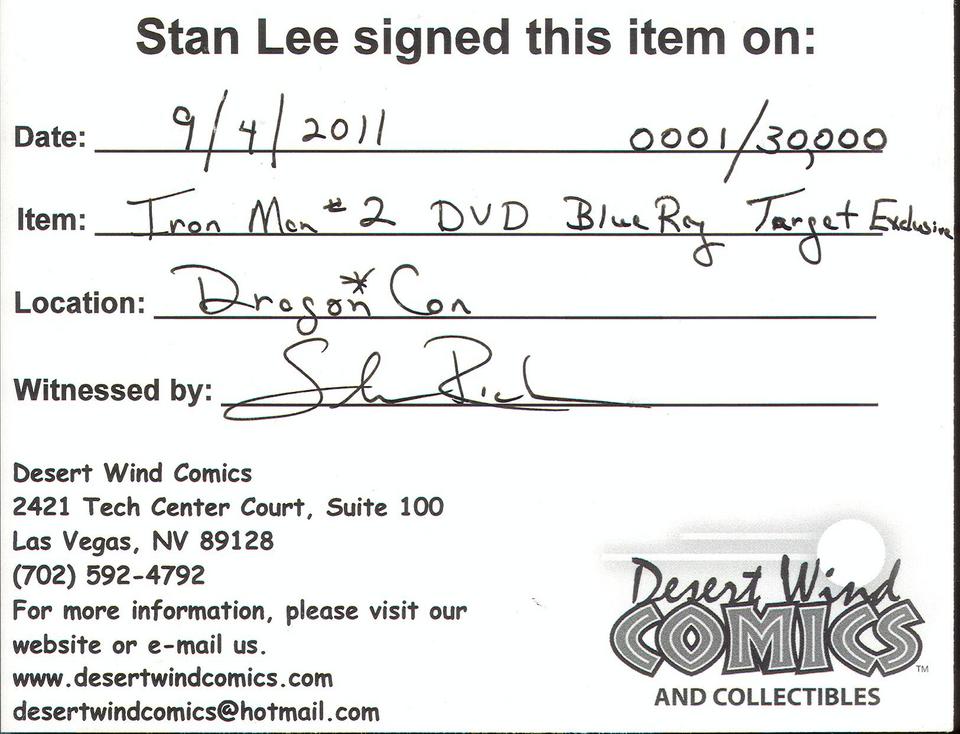 Stan Lee signed this item on:
Date: 9/4/2011 0001/30,000
Item: Iron Man #2 DVD BlueRay Target Exclusive
Location: Dragon*Con
Witnessed by:
Desert Wind Comics
2421 Tech Center Court, Suite 100
Las Vegas, NV 89128
(702) 592-4792
For more information, please visit our
website or e-mail us.
www.desertwindcomics.com
desertwindcomics@hotmail.com
Desert Wind
COMICS™
AND COLLECTIBLES